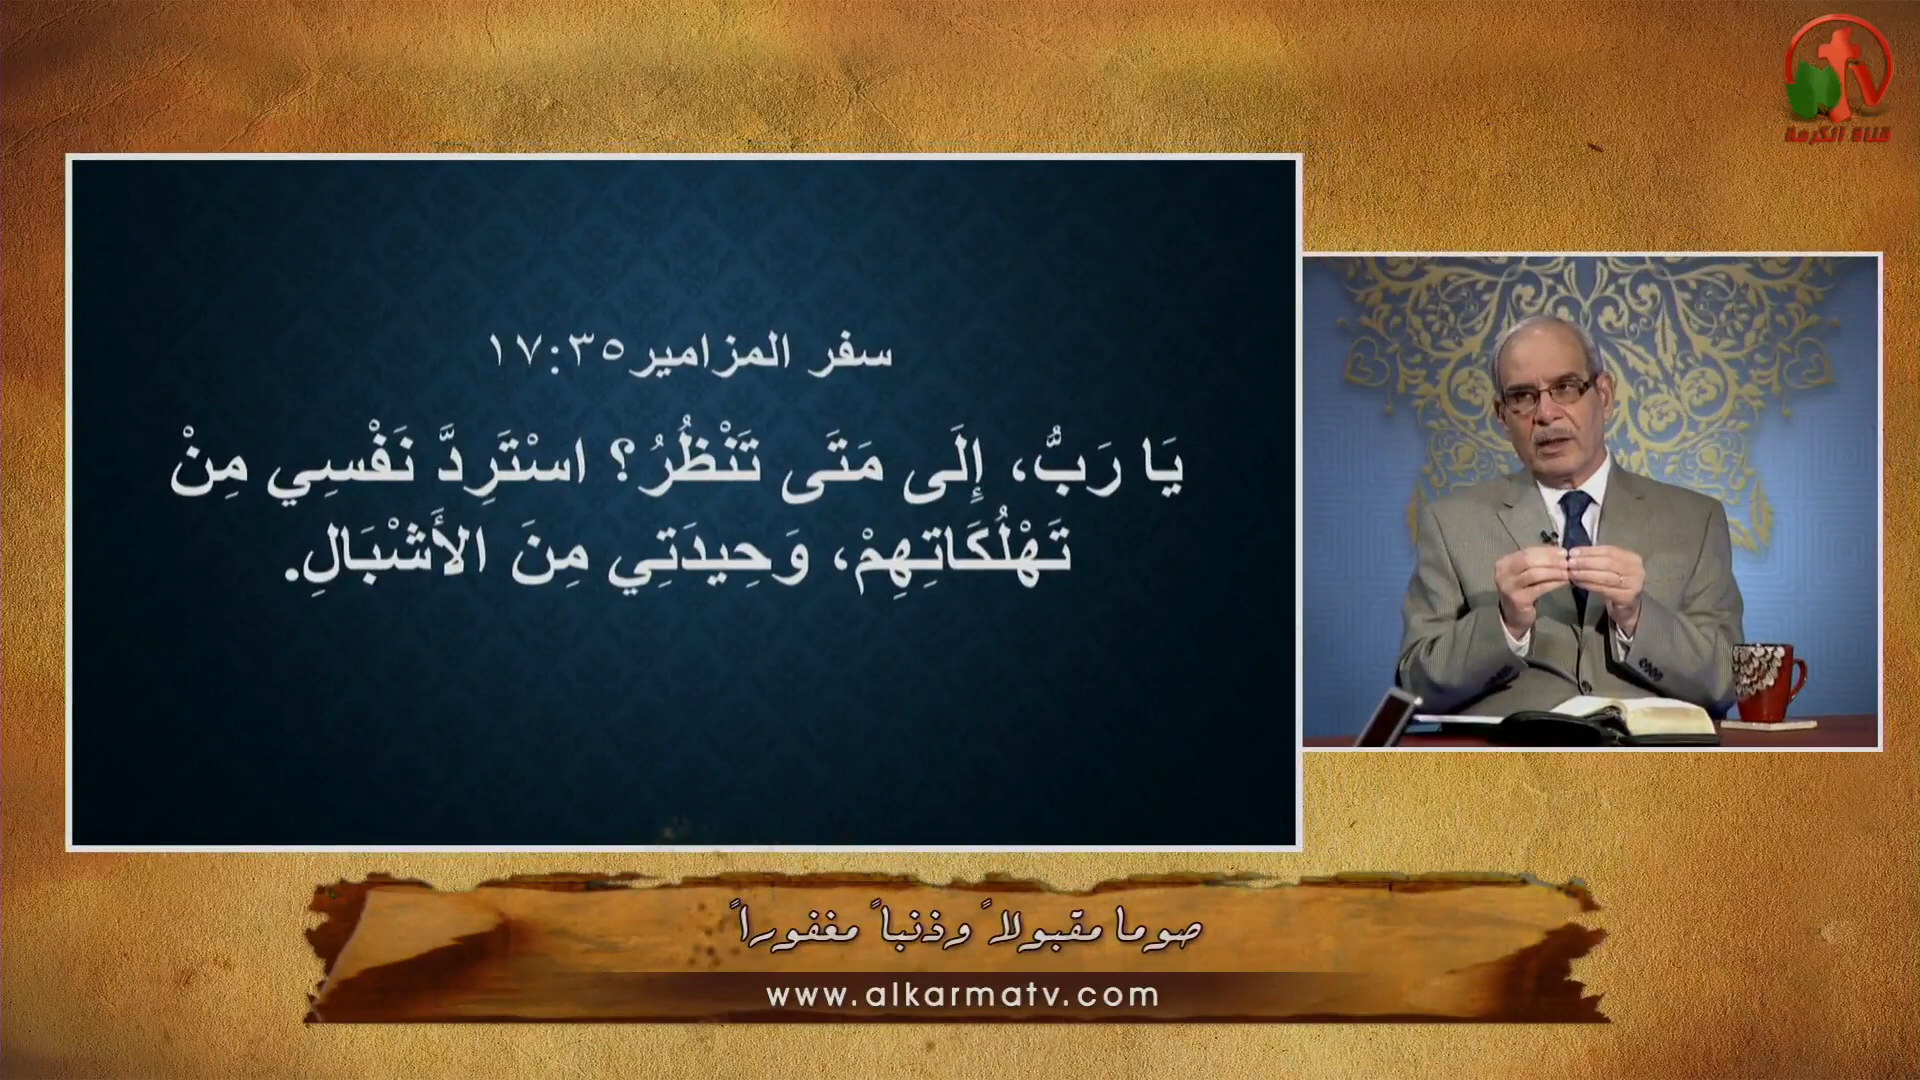 قناة الكرمة
سفر المزامير ١٧:٣٥
يَا رَبُّ، إِلَى مَتَى تَنْظُرُ؟ اسْتَرِدَّ نَفْسِي مِنْ
تَهْلُكَاتِهِمْ، وَحِيدَتِي مِنَ الأَشْبَالِ.
صوما مقبولاً وذنباً مغفوراً
www.alkarmatv.com